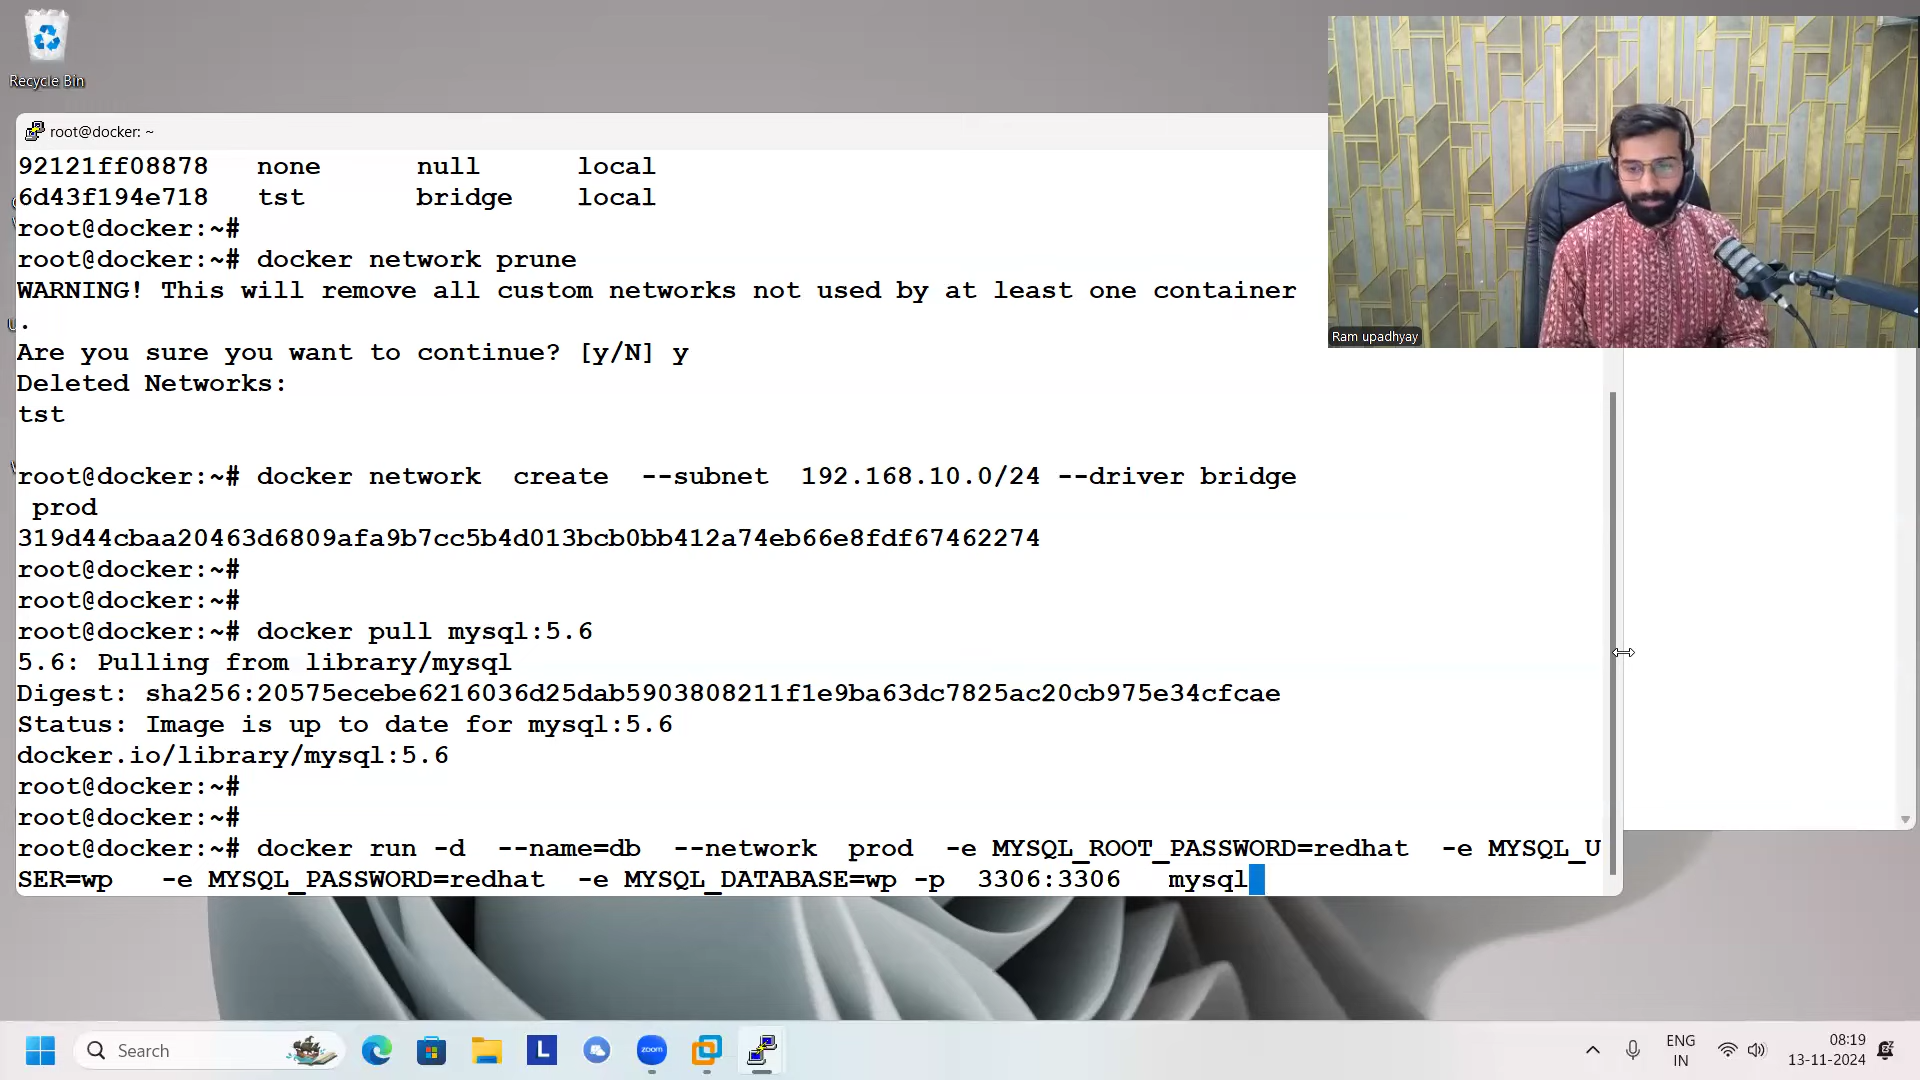 Recycle Bin
root@docker: ~
92121ff08878 none null local
6d43f194e718 tst bridge local
root@docker:~#
root@docker:~# docker network prune
WARNING! This will remove all custom networks not used by at least one container
.
Are you sure you want to continue? [y/N] y
Deleted Networks:
tst
root@docker:~# docker network create --subnet 192.168.10.0/24 --driver bridge
prod
319d44cbaa20463d6809afa9b7cc5b4d013bcb0bb412a74eb66e8fdf67462274
root@docker:~#
root@docker:~#
root@docker:~# docker pull mysql:5.6
5.6: Pulling from library/mysql
Digest: sha256:20575ecebe6216036d25dab5903808211f1e9ba63dc7825ac20cb975e34cfcae
Status: Image is up to date for mysql:5.6
docker.io/library/mysql:5.6
root@docker:~#
root@docker:~#
root@docker:~# docker run -d --name=db --network prod -e MYSQL_ROOT_PASSWORD=redhat -e MYSQL_U
SER=wp -e MYSQL_PASSWORD=redhat -e MYSQL_DATABASE=wp -p 3306:3306 mysql
Ram upadhyay
Search
L
zoom
ENG
IN
08:19
13-11-2024